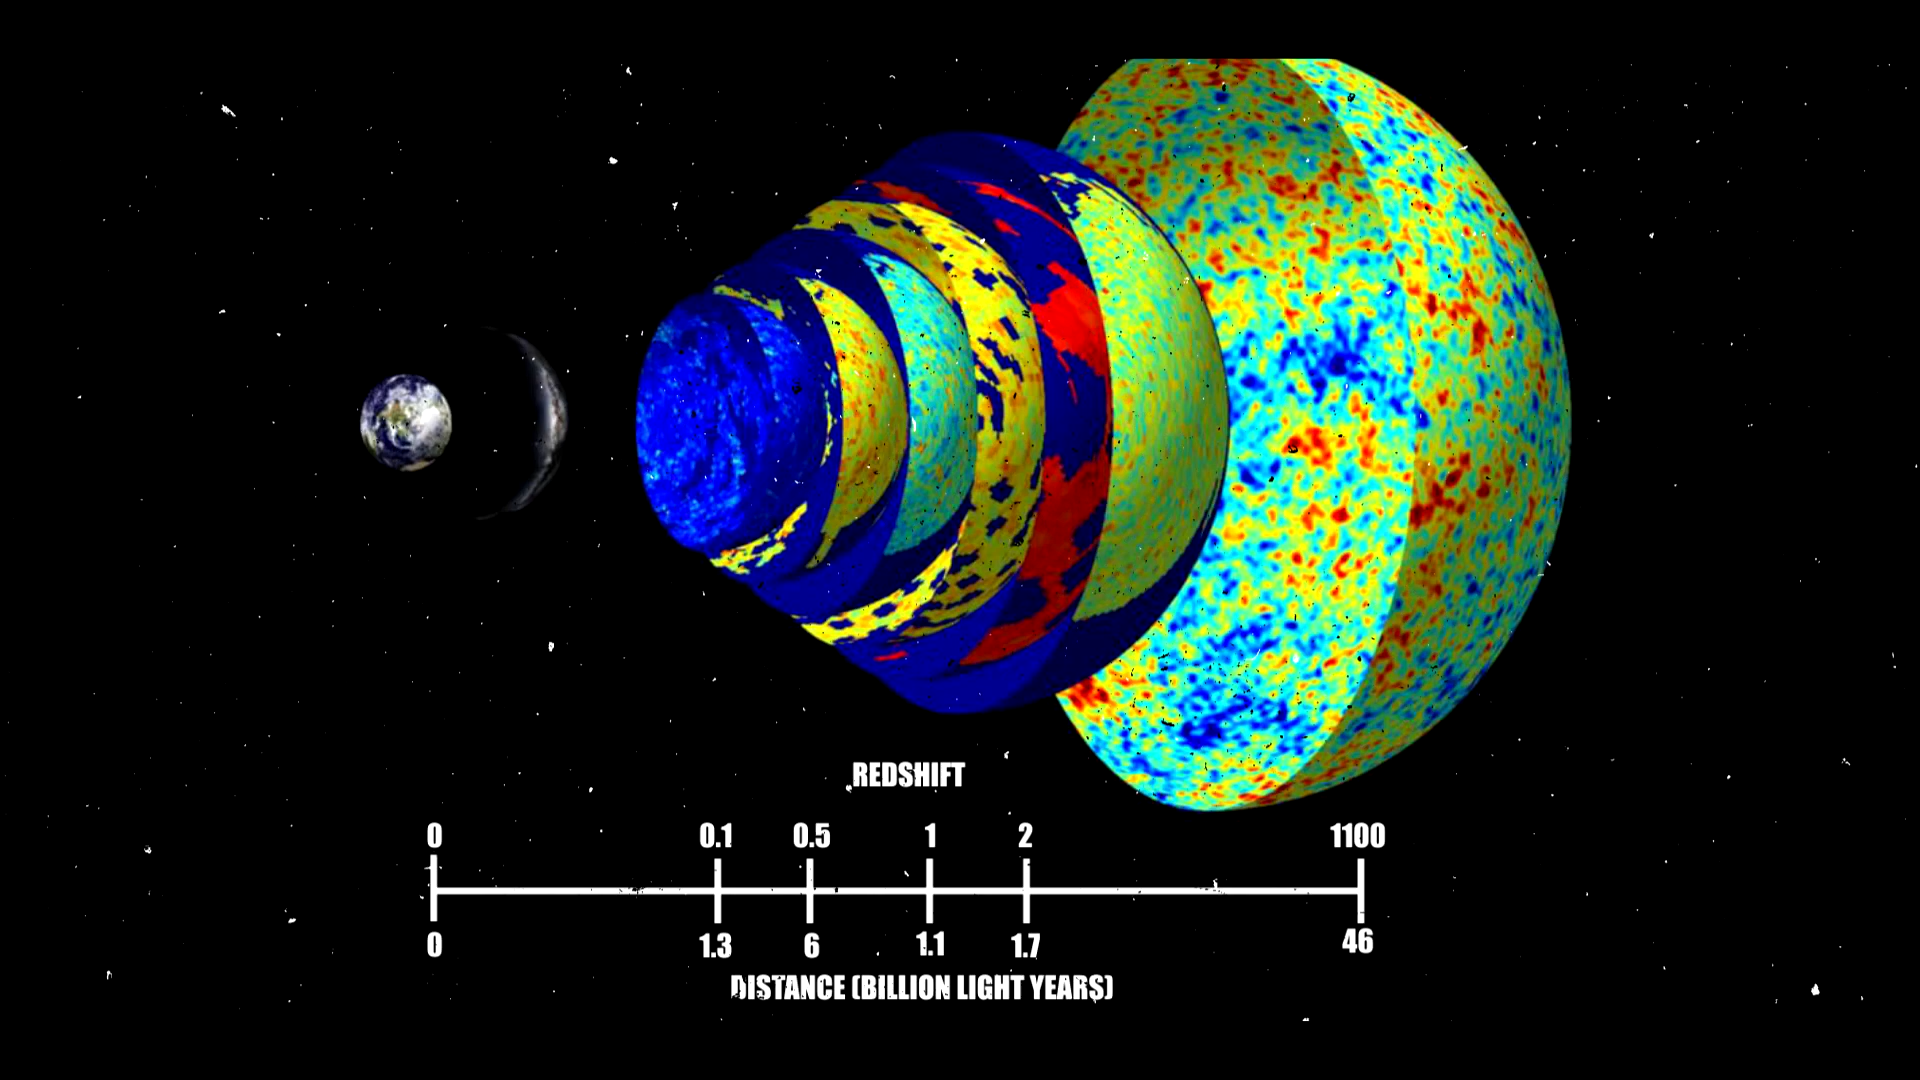 REDSHIFT
0 0.1 0.5 1 2 1100
0 1.3 6 1.1 1.7 46
DISTANCE (BILLION LIGHT YEARS)